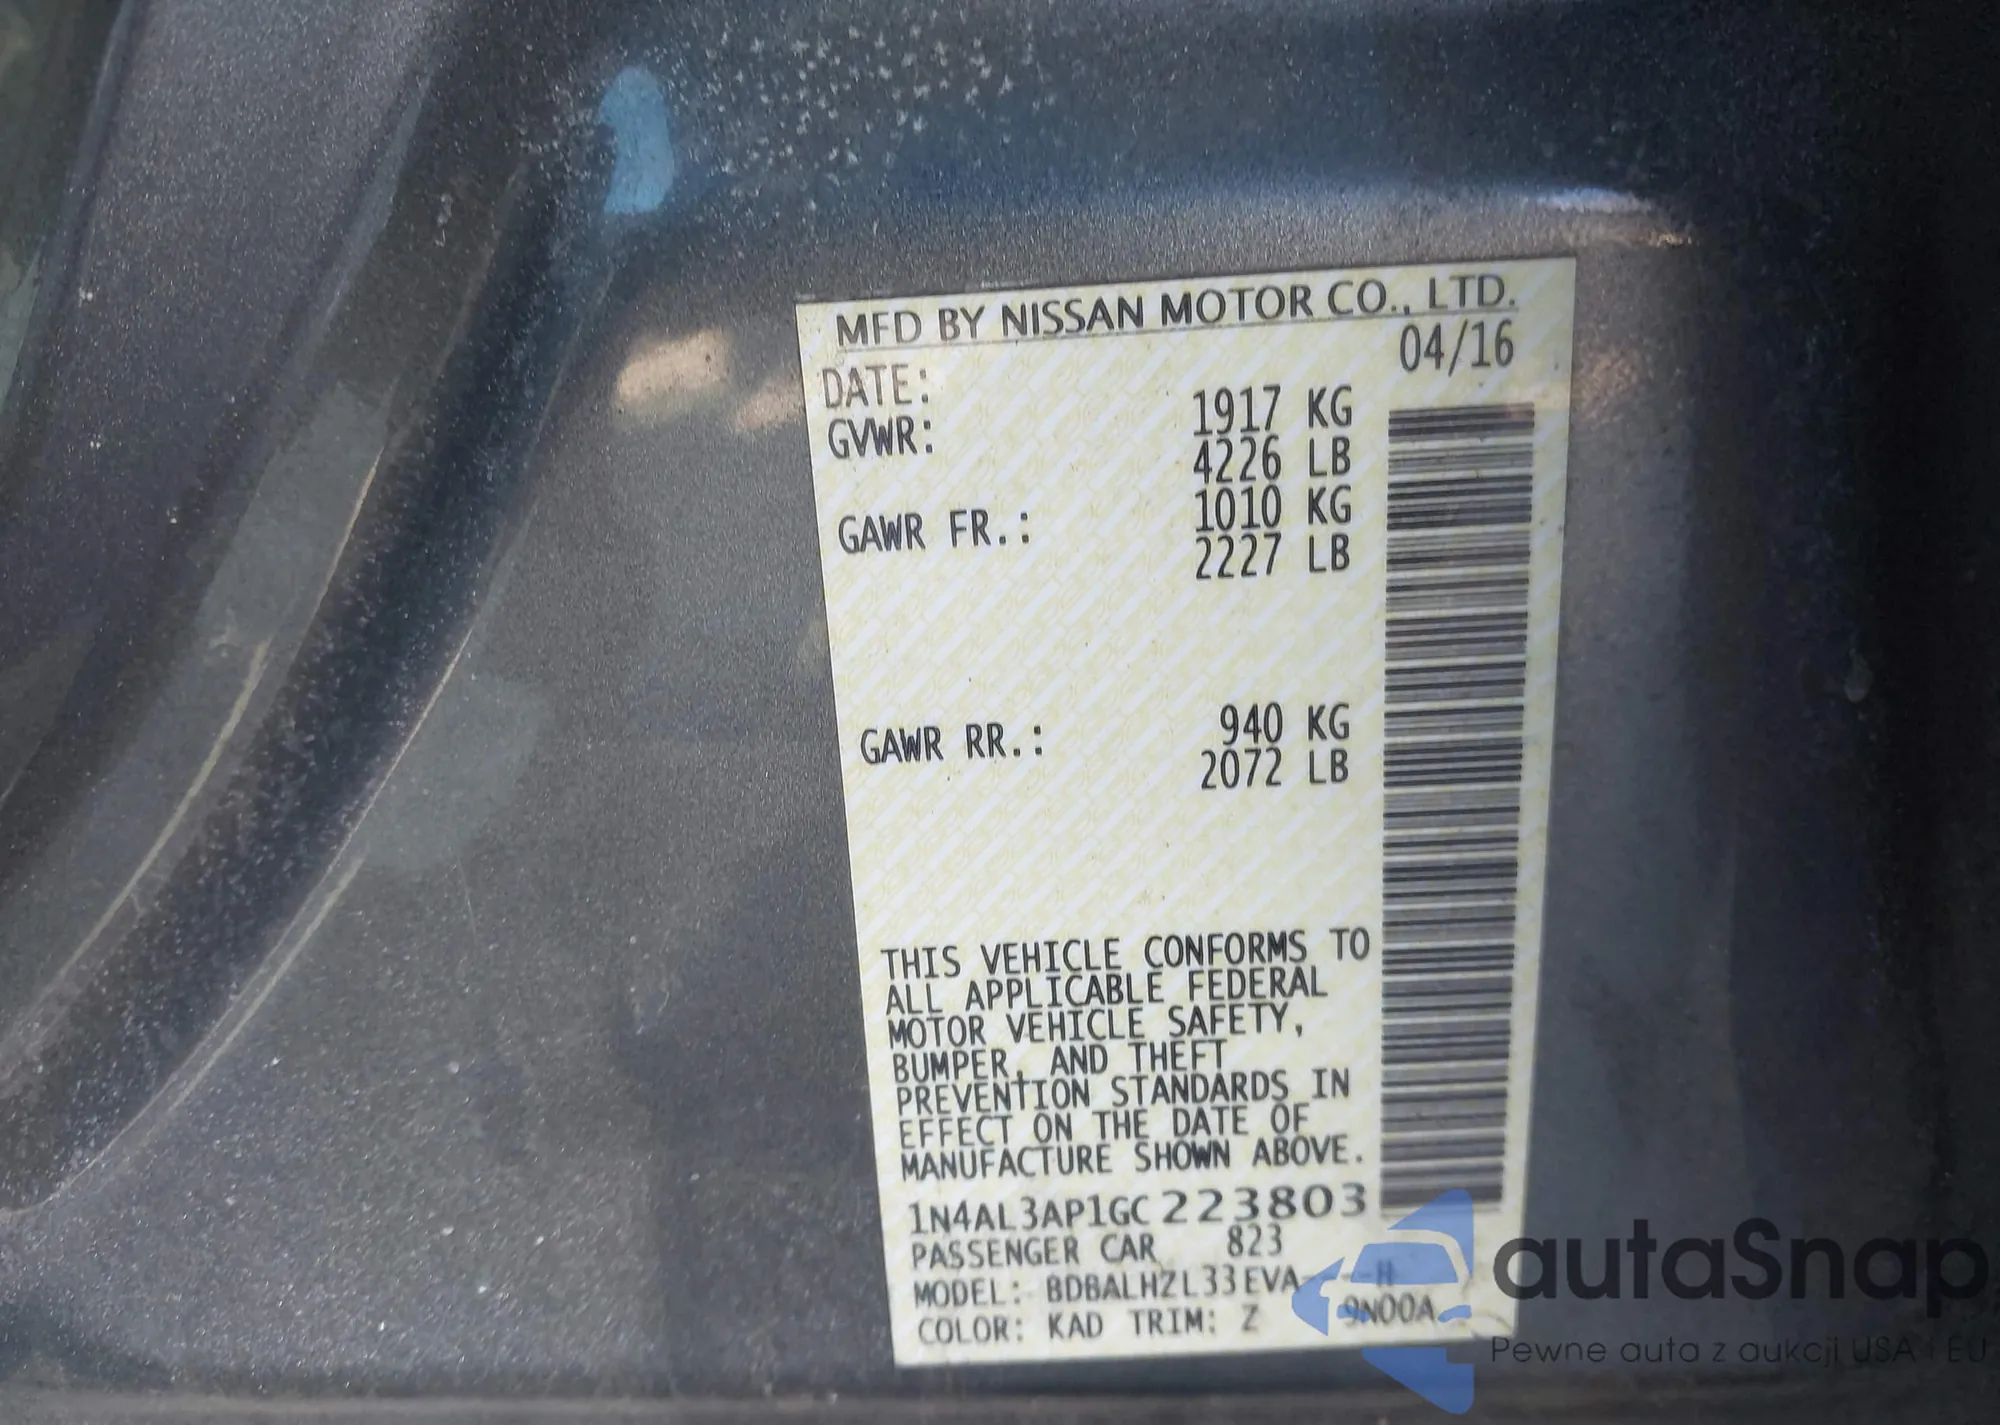 MFD BY NISSAN MOTOR CO., LTD.
DATE: 04/16
GVWR: 1917 KG
4226 LB
GAWR FR.: 1010 KG
2227 LB
GAWR RR.: 940 KG
2072 LB
THIS VEHICLE CONFORMS TO
ALL APPLICABLE FEDERAL
MOTOR VEHICLE SAFETY,
BUMPER, AND THEFT
PREVENTION STANDARDS IN
EFFECT ON THE DATE OF
MANUFACTURE SHOWN ABOVE.
1N4AL3AP1GC223803
PASSENGER CAR 823
MODEL: BDBALHZL33EVA----H
COLOR: KAD TRIM: Z 9N00A
autaSnap
Pewne auta z aukcji USA i EU